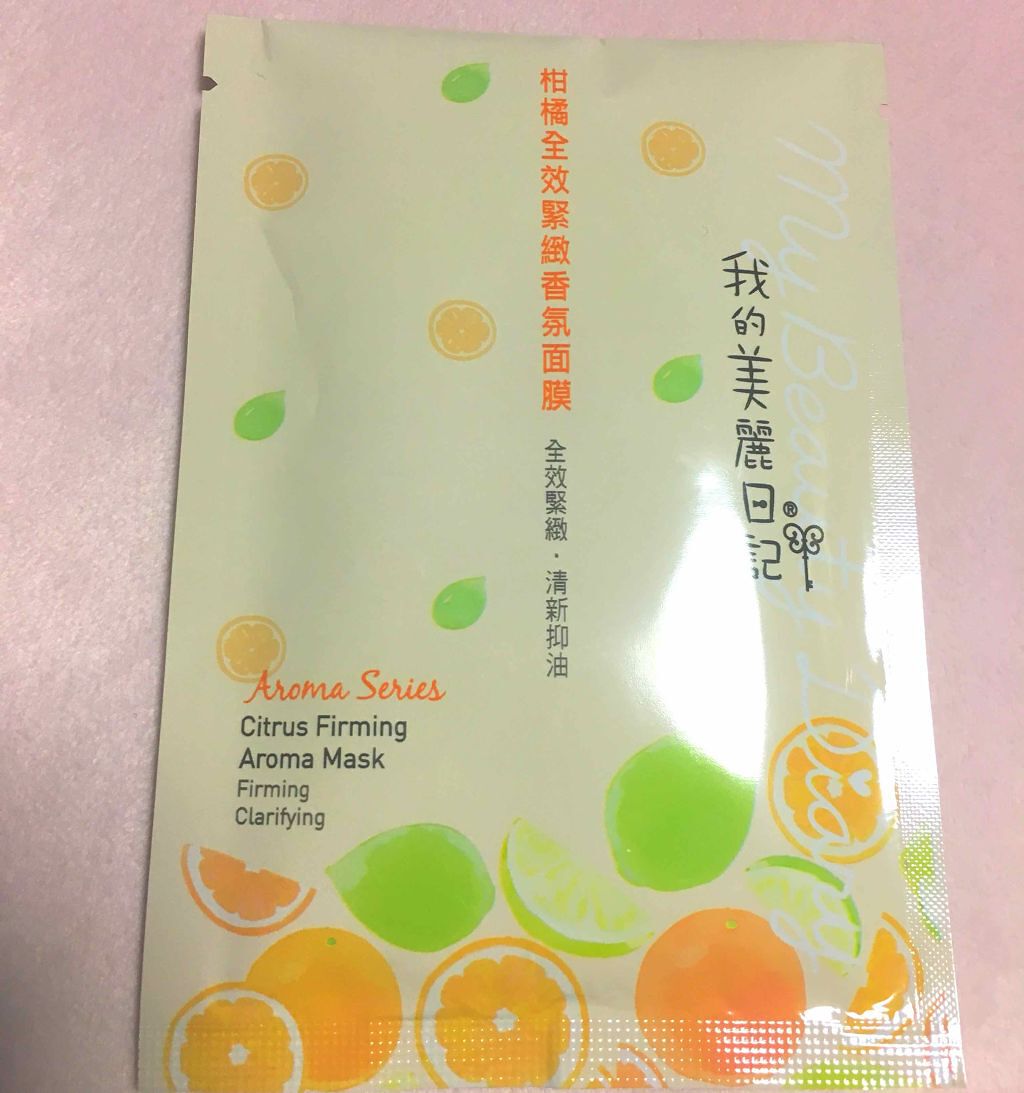 My Beauty Diary
我的美麗日記®
柑橘全效緊緻香氛面膜
全效緊緻・清新抑油
Aroma Series
Citrus Firming
Aroma Mask
Firming
Clarifying